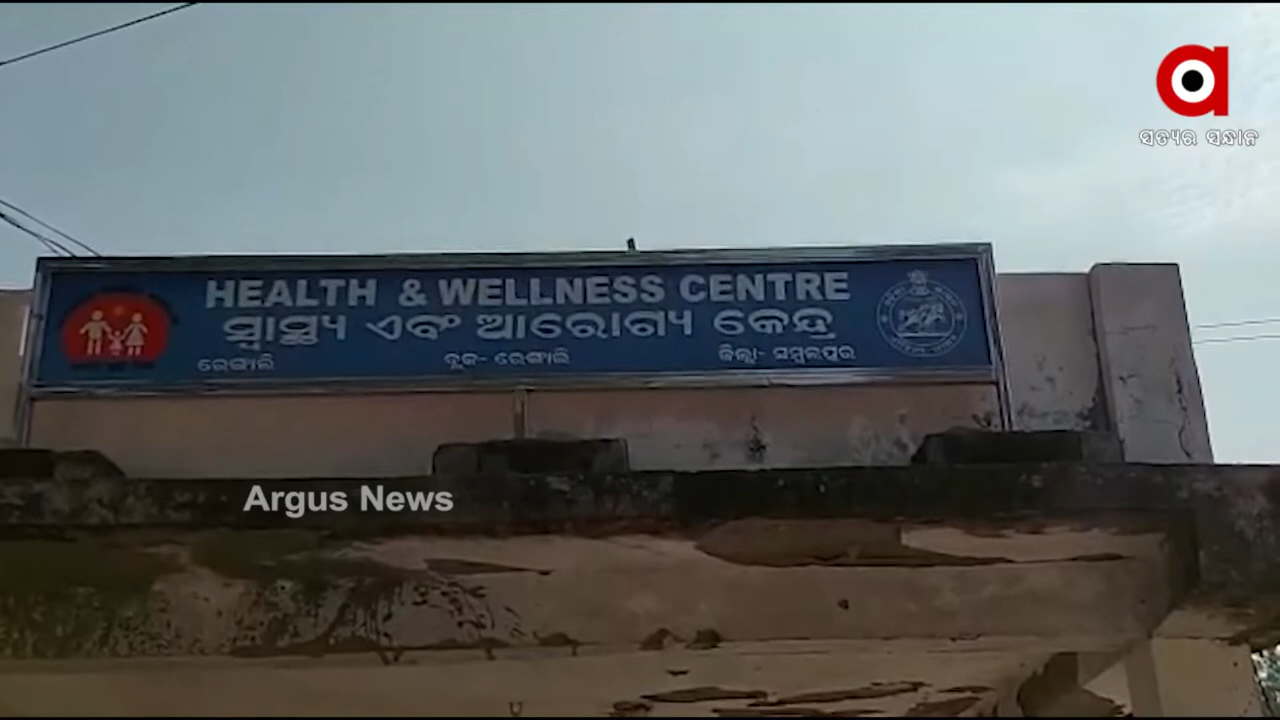 ସତ୍ୟର ସନ୍ଧାନ
HEALTH & WELLNESS CENTRE
ସ୍ୱାସ୍ଥ୍ୟ ଏବଂ ଆରୋଗ୍ୟ କେନ୍ଦ୍ର
ରେଙ୍ଗାଲି ବ୍ଲକ- ରେଙ୍ଗାଲି ଜିଲ୍ଲା- ସମ୍ବଲପୁର
Argus News